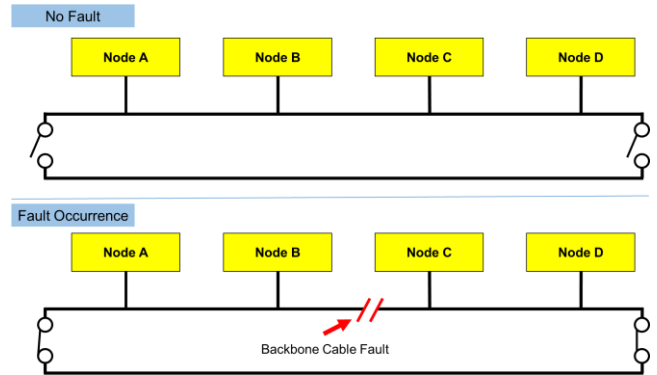 No Fault
Node A
Node B
Node C
Node D
Fault Occurrence
Node A
Node B
Node C
Node D
Backbone Cable Fault